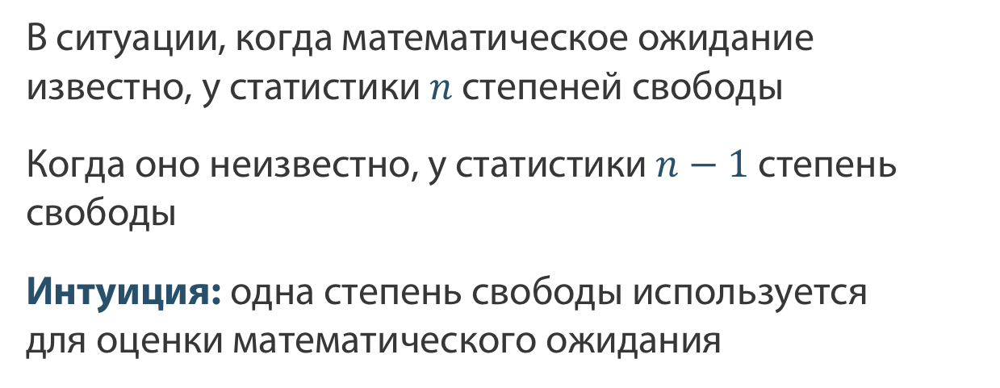 В ситуации, когда математическое ожидание
известно, у статистики n степеней свободы
Когда оно неизвестно, у статистики n − 1 степень
свободы
Интуиция: одна степень свободы используется
для оценки математического ожидания